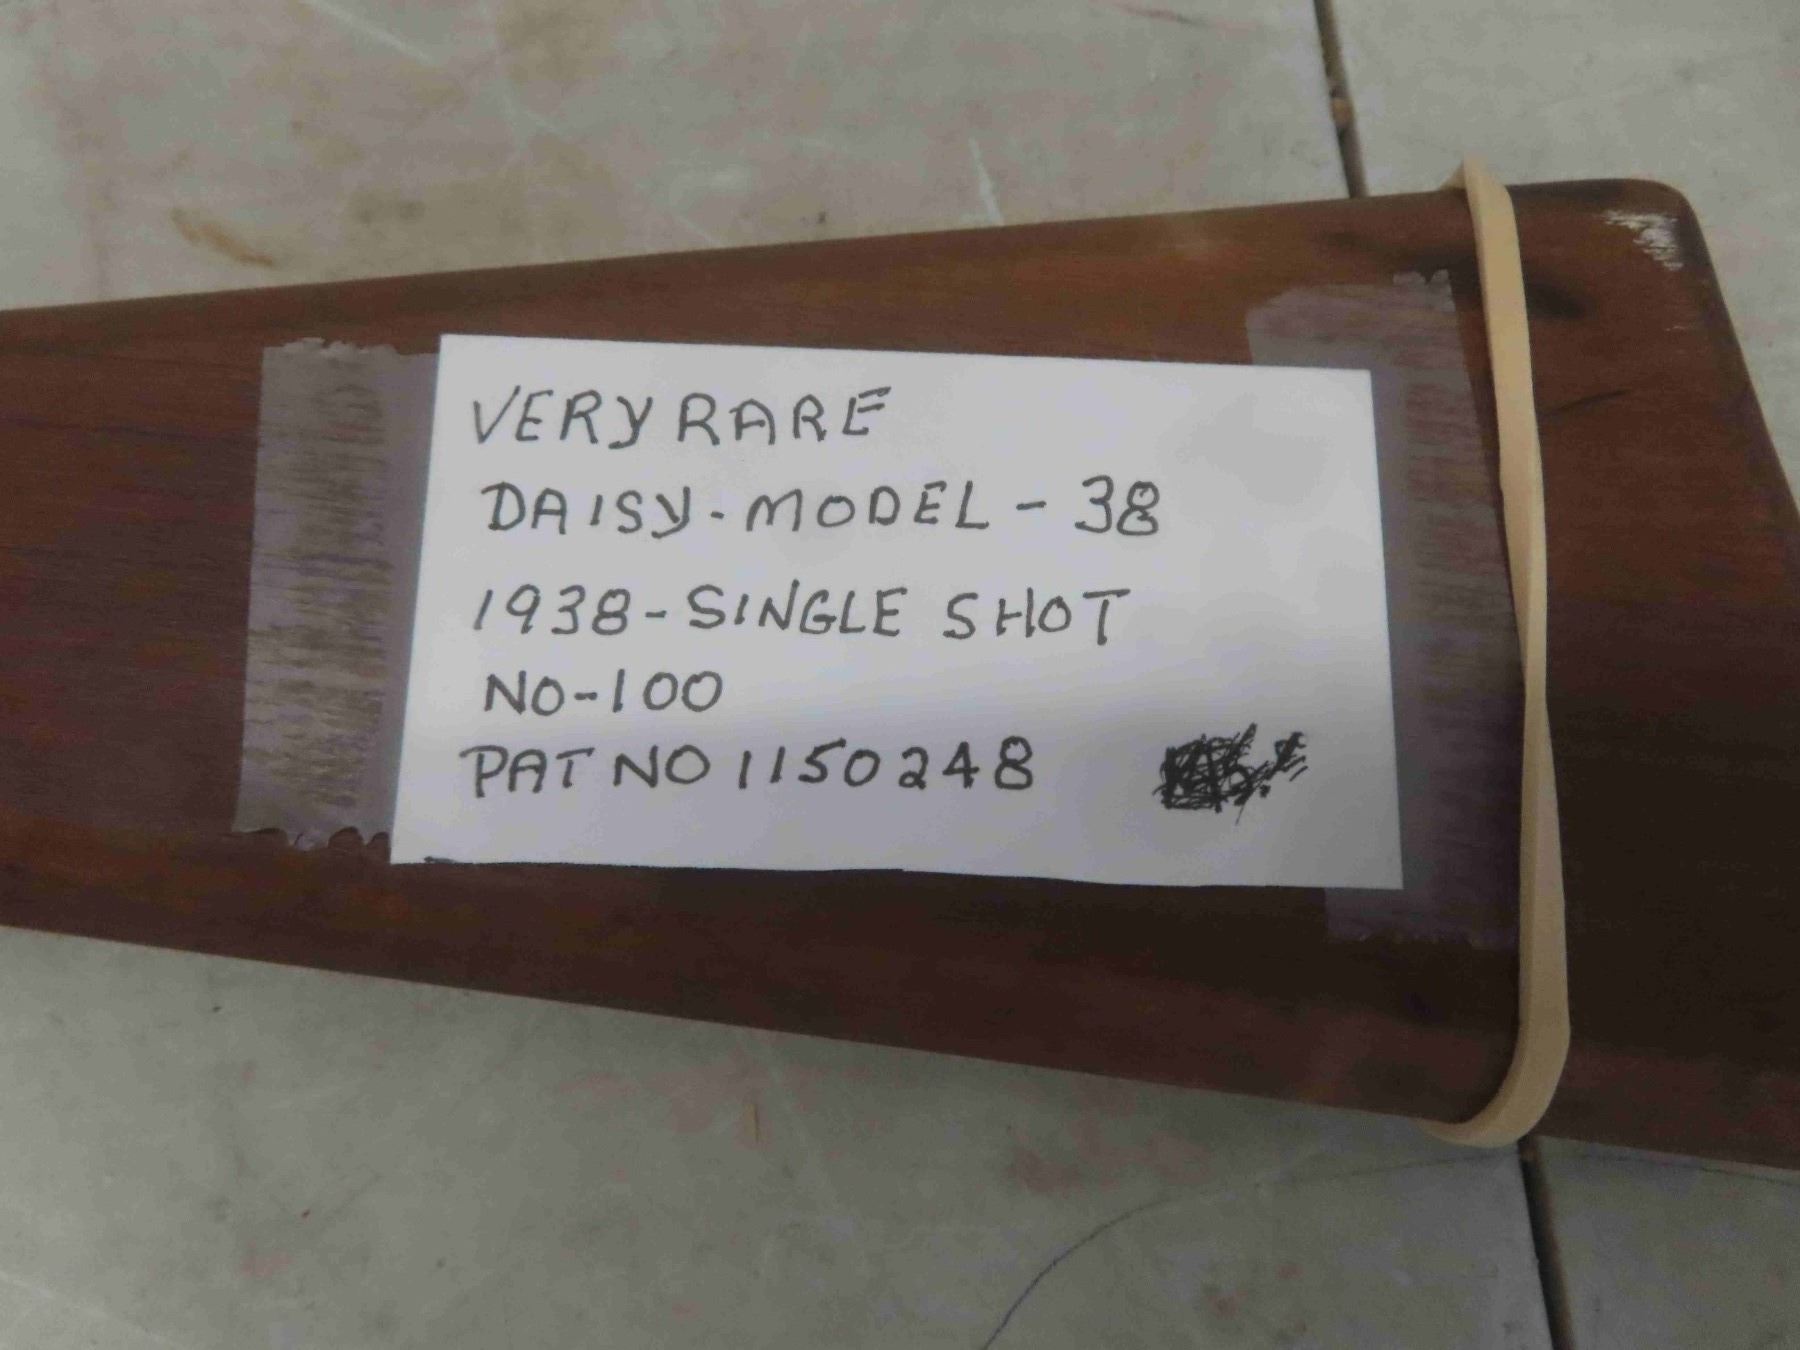 VERY RARE
DAISY-MODEL-38
1938-SINGLE SHOT
NO-100
PAT NO 1150248